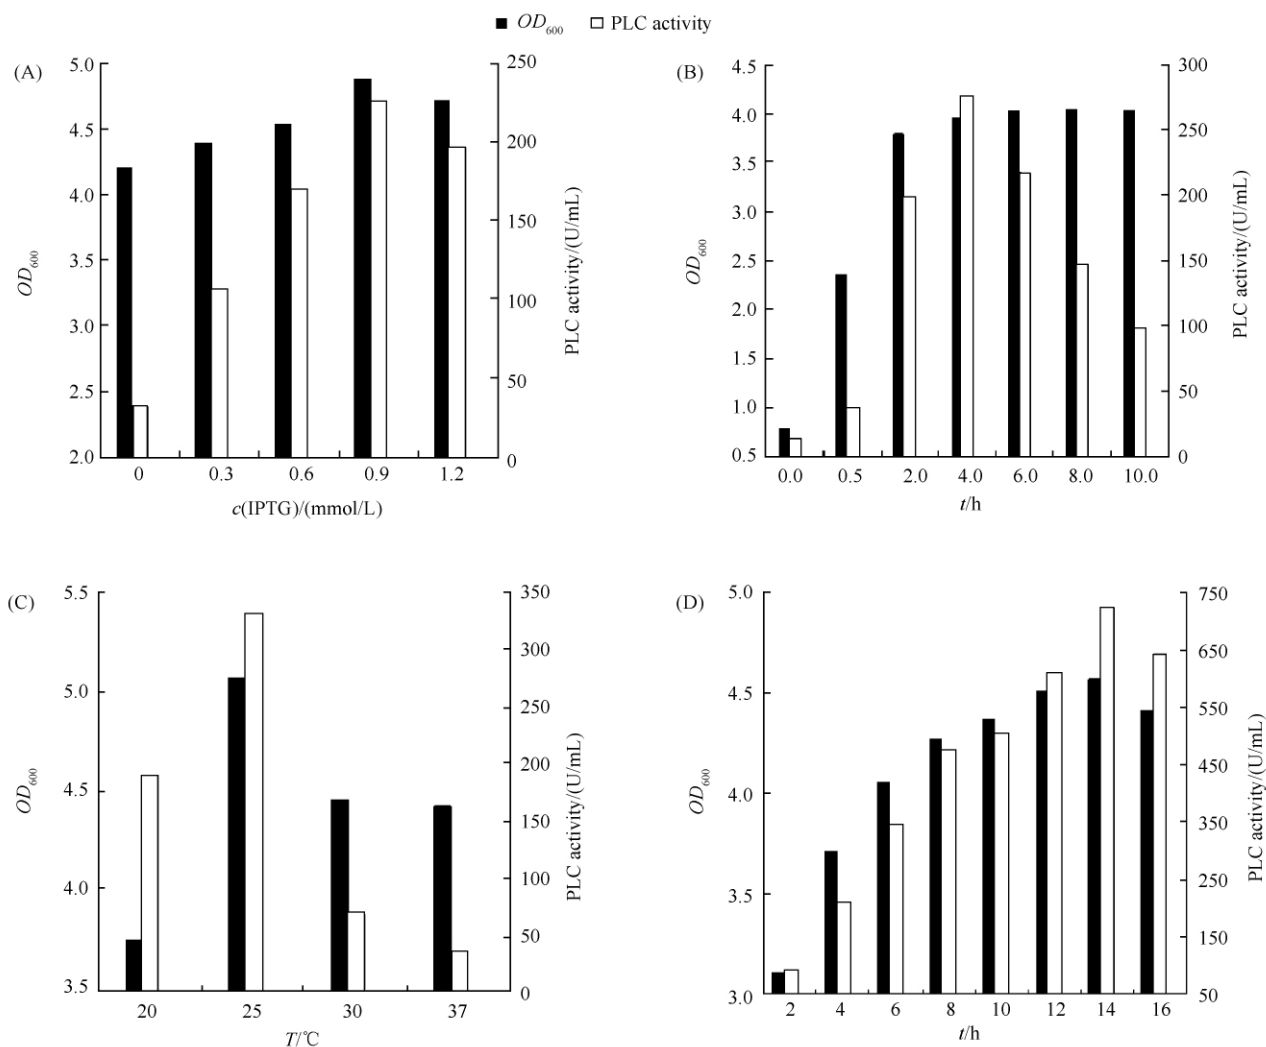 OD600 PLC activity
(A)
5.0
4.5
4.0
3.5
3.0
2.5
2.0
OD600
250
200
150
100
50
0
PLC activity/(U/mL)
0 0.3 0.6 0.9 1.2
c(IPTG)/(mmol/L)
(B)
4.5
4.0
3.5
3.0
2.5
2.0
1.5
1.0
0.5
OD600
300
250
200
150
100
50
0
PLC activity/(U/mL)
0.0 0.5 2.0 4.0 6.0 8.0 10.0
t/h
(C)
5.5
5.0
4.5
4.0
3.5
OD600
350
300
250
200
150
100
50
0
PLC activity/(U/mL)
20 25 30 37
T/℃
(D)
5.0
4.5
4.0
3.5
3.0
OD600
750
650
550
450
350
250
150
50
PLC activity/(U/mL)
2 4 6 8 10 12 14 16
t/h